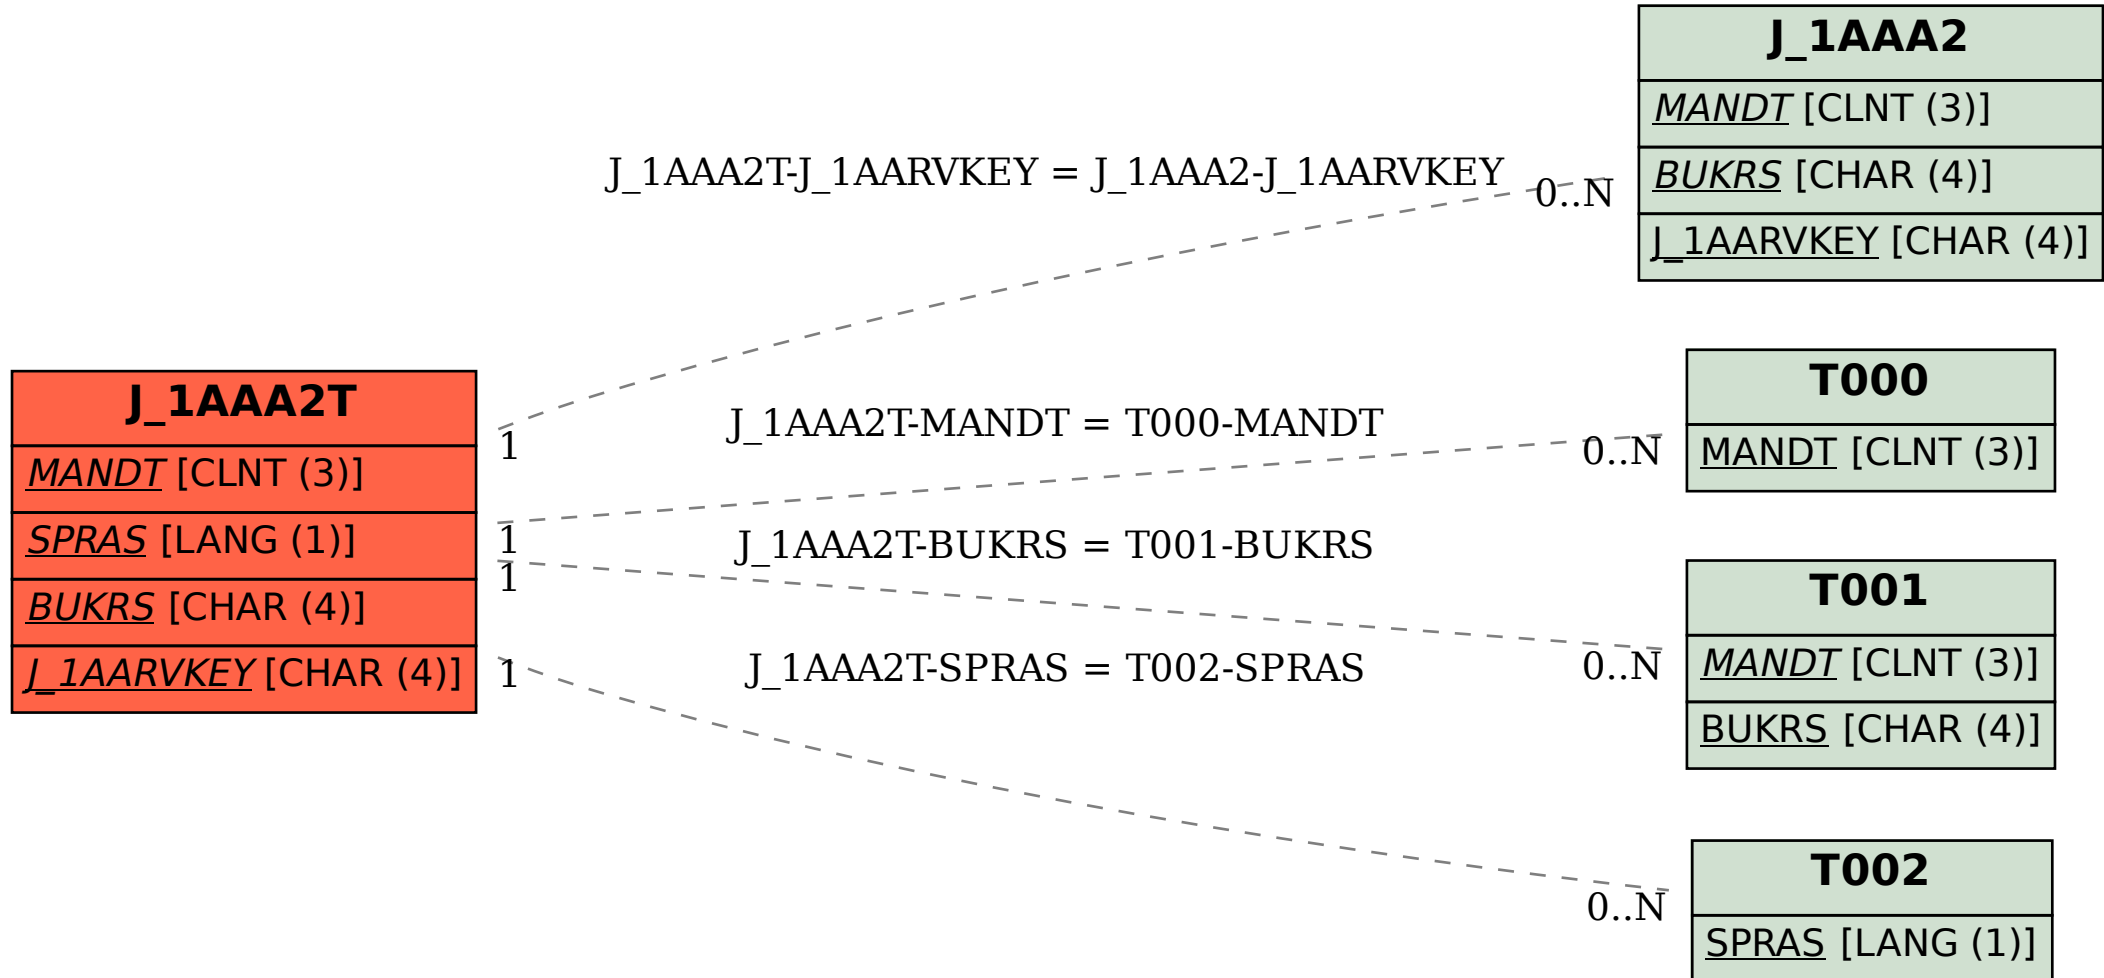 J_1AAA2
MANDT [CLNT (3)]
BUKRS [CHAR (4)]
J_1AARVKEY [CHAR (4)]
J_1AAA2T-J_1AARVKEY = J_1AAA2-J_1AARVKEY
0..N
1
J_1AAA2T
MANDT [CLNT (3)]
SPRAS [LANG (1)]
BUKRS [CHAR (4)]
J_1AARVKEY [CHAR (4)]
J_1AAA2T-MANDT = T000-MANDT
1
0..N
T000
MANDT [CLNT (3)]
J_1AAA2T-BUKRS = T001-BUKRS
1
0..N
T001
MANDT [CLNT (3)]
BUKRS [CHAR (4)]
J_1AAA2T-SPRAS = T002-SPRAS
1
0..N
T002
SPRAS [LANG (1)]